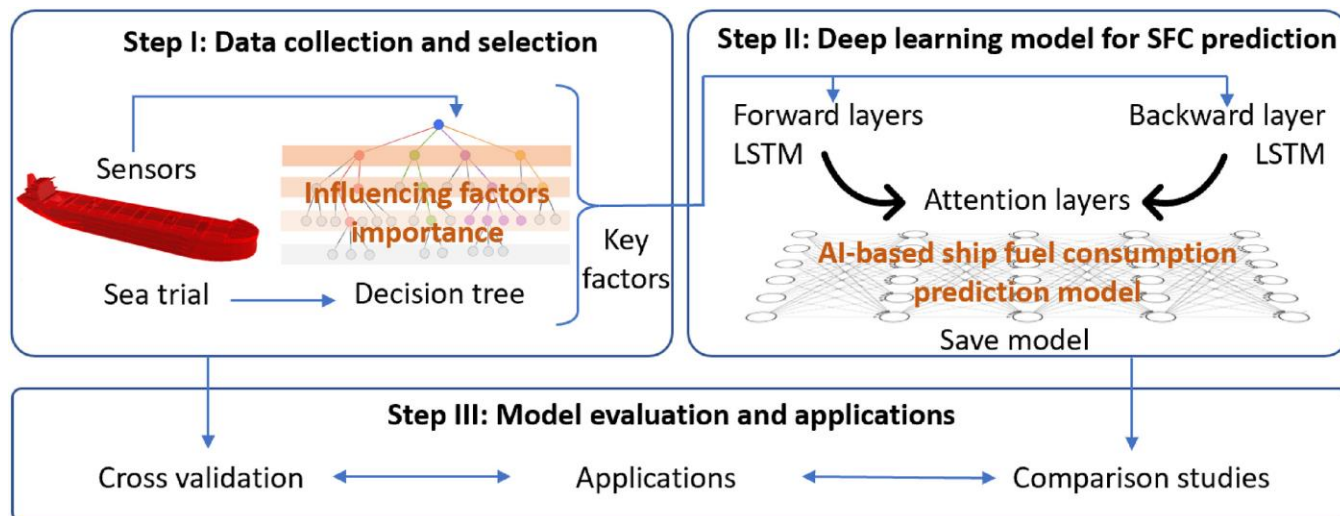 Step I: Data collection and selection
Sensors
Influencing factors
importance
Sea trial
Decision tree
Key
factors
Step II: Deep learning model for SFC prediction
Forward layers
LSTM
Backward layer
LSTM
Attention layers
AI-based ship fuel consumption
prediction model
Save model
Step III: Model evaluation and applications
Cross validation
Applications
Comparison studies